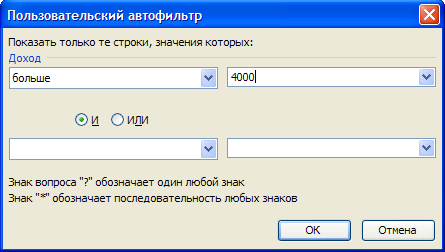 Пользовательский автофильтр
Показать только те строки, значения которых:
Доход
больше 4000
И ИЛИ
Знак вопроса "?" обозначает один любой знак
Знак "*" обозначает последовательность любых знаков
OK Отмена